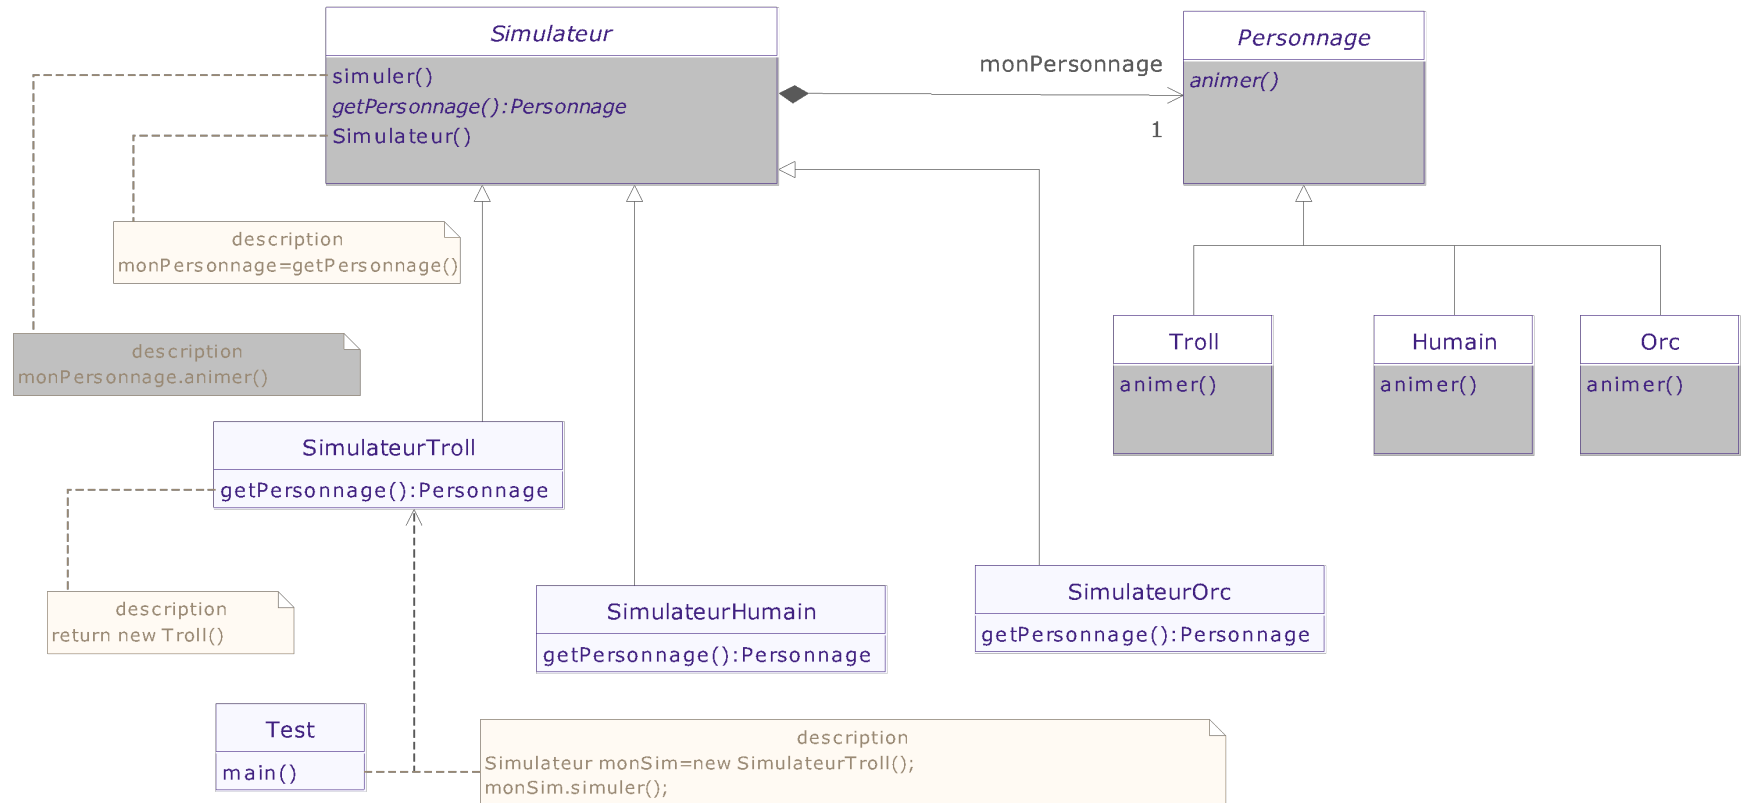 Simulateur
simuler()
getPersonnage():Personnage
Simulateur()
monPersonnage
1
Personnage
animer()
description
monPersonnage=getPersonnage()
description
monPersonnage.animer()
Troll
animer()
Humain
animer()
Orc
animer()
SimulateurTroll
getPersonnage():Personnage
description
return new Troll()
SimulateurHumain
getPersonnage():Personnage
SimulateurOrc
getPersonnage():Personnage
Test
main()
description
Simulateur monSim=new SimulateurTroll();
monSim.simuler();